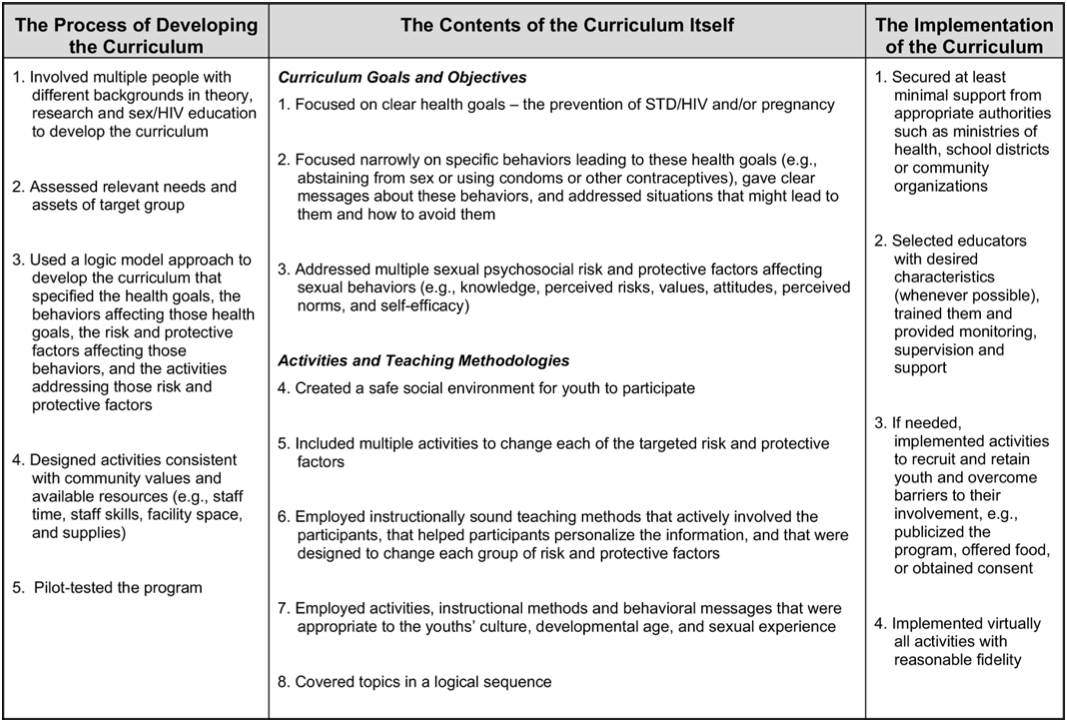 The Process of Developing
the Curriculum
1. Involved multiple people with
different backgrounds in theory,
research and sex/HIV education
to develop the curriculum
2. Assessed relevant needs and
assets of target group
3. Used a logic model approach to
develop the curriculum that
specified the health goals, the
behaviors affecting those health
goals, the risk and protective
factors affecting those
behaviors, and the activities
addressing those risk and
protective factors
4. Designed activities consistent
with community values and
available resources (e.g., staff
time, staff skills, facility space,
and supplies)
5. Pilot-tested the program
The Contents of the Curriculum Itself
Curriculum Goals and Objectives
1. Focused on clear health goals – the prevention of STD/HIV and/or pregnancy
2. Focused narrowly on specific behaviors leading to these health goals (e.g.,
abstaining from sex or using condoms or other contraceptives), gave clear
messages about these behaviors, and addressed situations that might lead to
them and how to avoid them
3. Addressed multiple sexual psychosocial risk and protective factors affecting
sexual behaviors (e.g., knowledge, perceived risks, values, attitudes, perceived
norms, and self-efficacy)
Activities and Teaching Methodologies
4. Created a safe social environment for youth to participate
5. Included multiple activities to change each of the targeted risk and protective
factors
6. Employed instructionally sound teaching methods that actively involved the
participants, that helped participants personalize the information, and that were
designed to change each group of risk and protective factors
7. Employed activities, instructional methods and behavioral messages that were
appropriate to the youths’ culture, developmental age, and sexual experience
8. Covered topics in a logical sequence
The Implementation
of the Curriculum
1. Secured at least
minimal support from
appropriate authorities
such as ministries of
health, school districts
or community
organizations
2. Selected educators
with desired
characteristics
(whenever possible),
trained them and
provided monitoring,
supervision and
support
3. If needed,
implemented activities
to recruit and retain
youth and overcome
barriers to their
involvement, e.g.,
publicized the
program, offered food,
or obtained consent
4. Implemented virtually
all activities with
reasonable fidelity